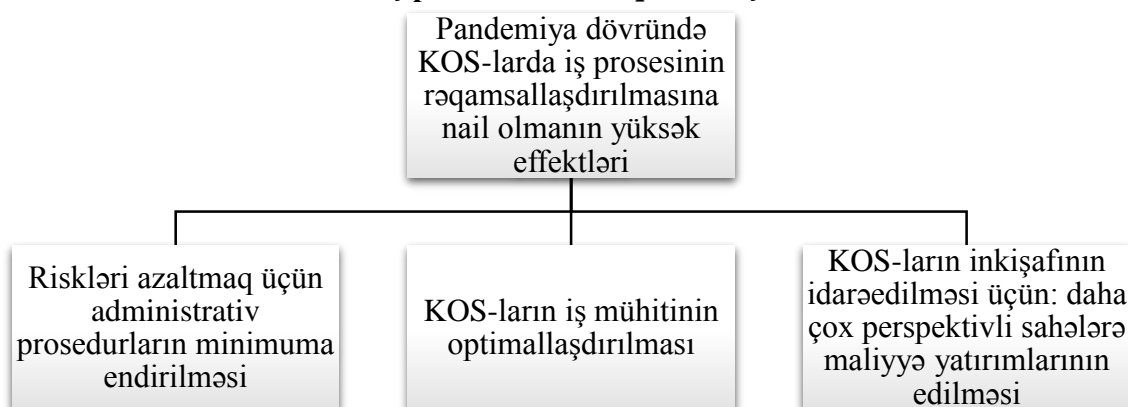 Pandemiya dövründə
KOS-larda iş prosesinin
rəqamsallaşdırılmasına
nail olmanın yüksək
effektləri
Riskləri azaltmaq üçün
administrativ
prosedurların minimuma
endirilməsi
KOS-ların iş mühitinin
optimallaşdırılması
KOS-ların inkişafının
idarəedilməsi üçün: daha
çox perspektivli sahələrə
maliyyə yatırımlarının
edilməsi